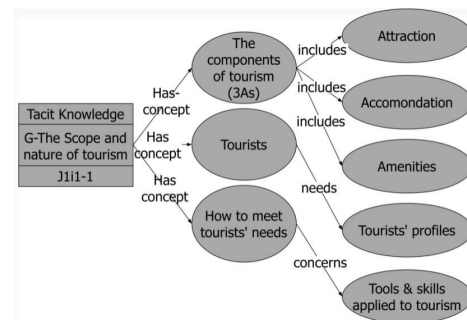 Tacit Knowledge
G-The Scope and
nature of tourism
J1i1-1
Has-
concept
Has
concept
Has
concept
The
components
of tourism
(3As)
Tourists
How to meet
tourists' needs
includes
includes
includes
needs
concerns
Attraction
Accomondation
Amenities
Tourists' profiles
Tools & skills
applied to tourism